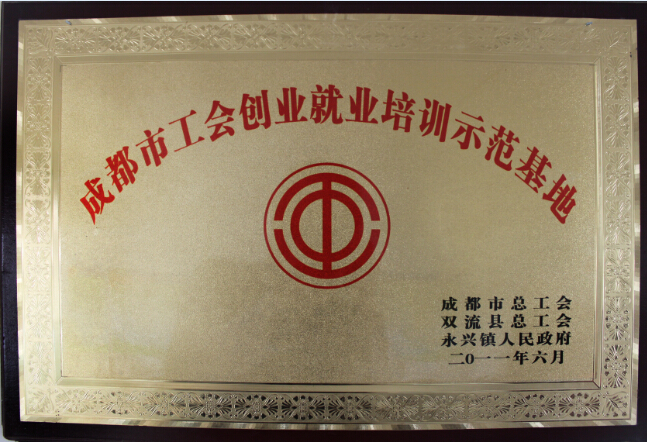 成都市工会创业就业培训示范基地
成都市总工会
双流县总工会
永兴镇人民政府
二0一一年六月